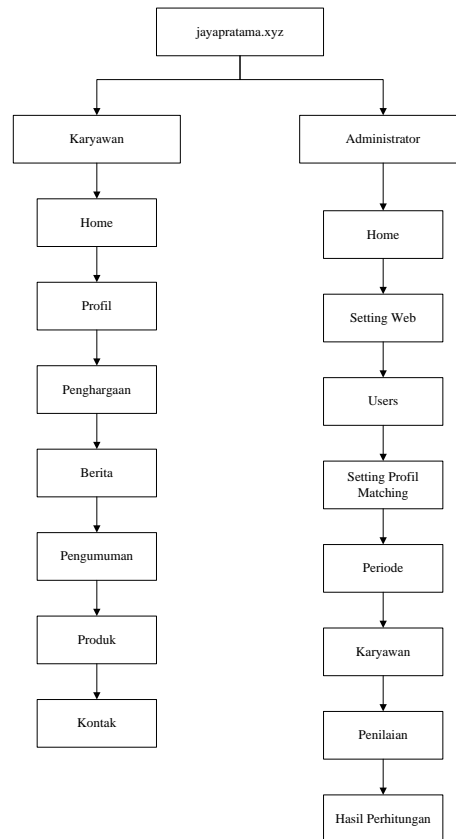 jayapratama.xyz
Karyawan
Home
Profil
Penghargaan
Berita
Pengumuman
Produk
Kontak
Administrator
Home
Setting Web
Users
Setting Profil
Matching
Periode
Karyawan
Penilaian
Hasil Perhitungan